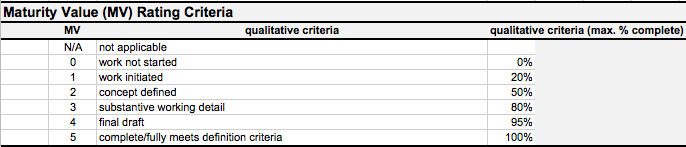 Maturity Value (MV) Rating Criteria
MV qualitative criteria qualitative criteria (max. % complete)
N/A not applicable
0 work not started 0%
1 work initiated 20%
2 concept defined 50%
3 substantive working detail 80%
4 final draft 95%
5 complete/fully meets definition criteria 100%